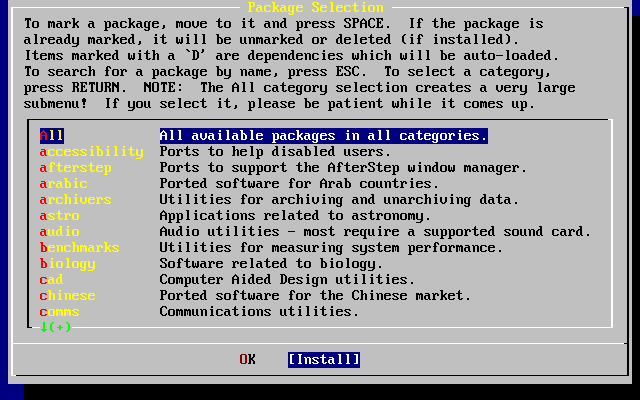 Package Selection
To mark a package, move to it and press SPACE.  If the package is
already marked, it will be unmarked or deleted (if installed).
Items marked with a `D' are dependencies which will be auto-loaded.
To search for a package by name, press ESC.  To select a category,
press RETURN.  NOTE:  The All category selection creates a very large
submenu!  If you select it, please be patient while it comes up.
All All available packages in all categories.
accessibility Ports to help disabled users.
afterstep Ports to support the AfterStep window manager.
arabic Ported software for Arab countries.
archivers Utilities for archiving and unarchiving data.
astro Applications related to astronomy.
audio Audio utilities - most require a supported sound card.
benchmarks Utilities for measuring system performance.
biology Software related to biology.
cad Computer Aided Design utilities.
chinese Ported software for the Chinese market.
comms Communications utilities.
↓(+)
OK [Install]